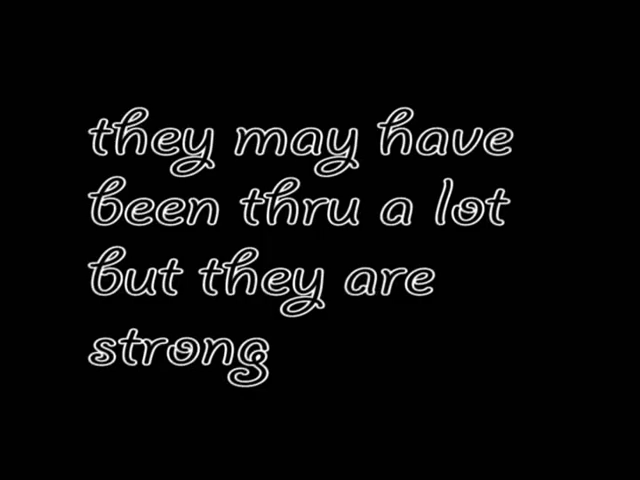 they may have
been thru a lot
but they are
strong